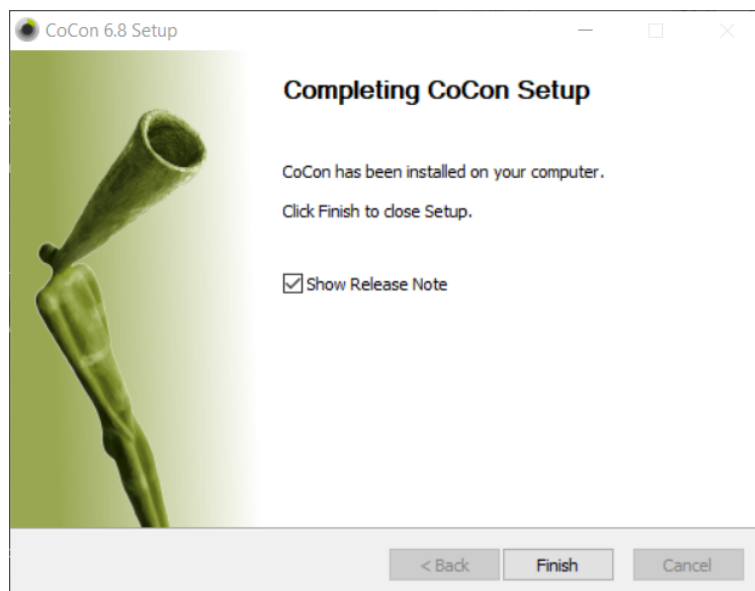 CoCon 6.8 Setup
Completing CoCon Setup
CoCon has been installed on your computer.
Click Finish to close Setup.
Show Release Note
< Back
Finish
Cancel